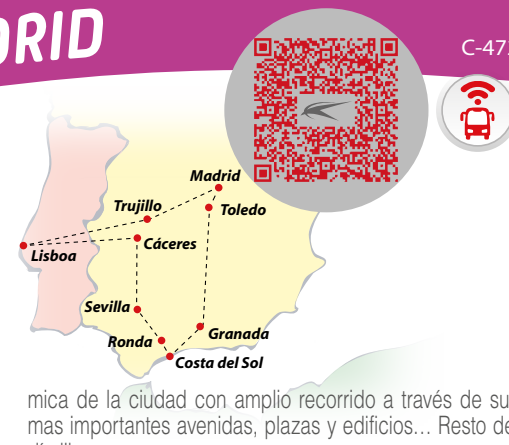 DRID
C-47
Madrid
Trujillo
Toledo
Lisboa
Cáceres
Sevilla
Ronda
Granada
Costa del Sol
mica de la ciudad con amplio recorrido a través de su
mas importantes avenidas, plazas y edificios... Resto de